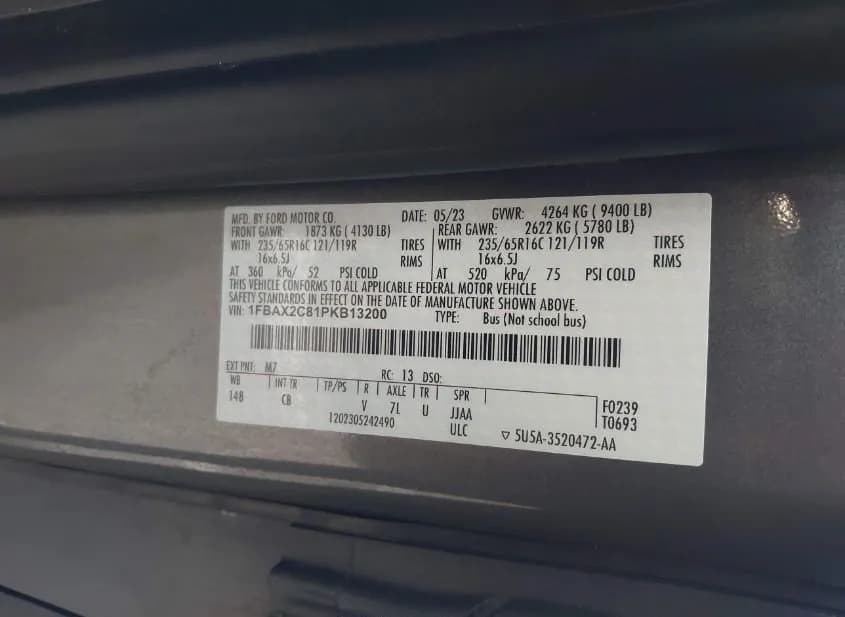 MFD. BY FORD MOTOR CO. DATE: 05/23 GVWR: 4264 KG ( 9400 LB)
FRONT GAWR: 1873 KG ( 4130 LB) REAR GAWR: 2622 KG ( 5780 LB)
WITH 235/65R16C 121/119R TIRES WITH 235/65R16C 121/119R TIRES
16x6.5J RIMS 16x6.5J RIMS
AT 360 kPa/ 52 PSI COLD AT 520 kPa/ 75 PSI COLD
THIS VEHICLE CONFORMS TO ALL APPLICABLE FEDERAL MOTOR VEHICLE
SAFETY STANDARDS IN EFFECT ON THE DATE OF MANUFACTURE SHOWN ABOVE.
VIN: 1FBAX2C81PKB13200 TYPE: Bus (Not school bus)
EXT PNT: M7 RC: 13 DSO:
WB INT TR TP/PS R AXLE TR SPR
148 CB V 7L U JJAA F0239
1202305242490 ULC T0693
▽ 5U5A-3520472-AA